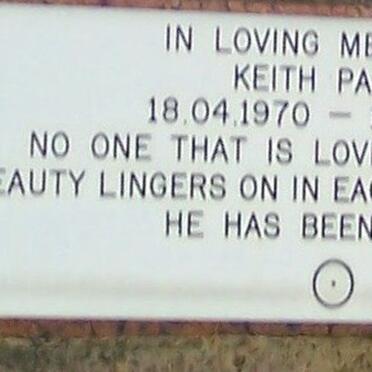 IN LOVING ME
KEITH PA
18.04.1970 –
NO ONE THAT IS LOV
EAUTY LINGERS ON IN EA
HE HAS BEEN